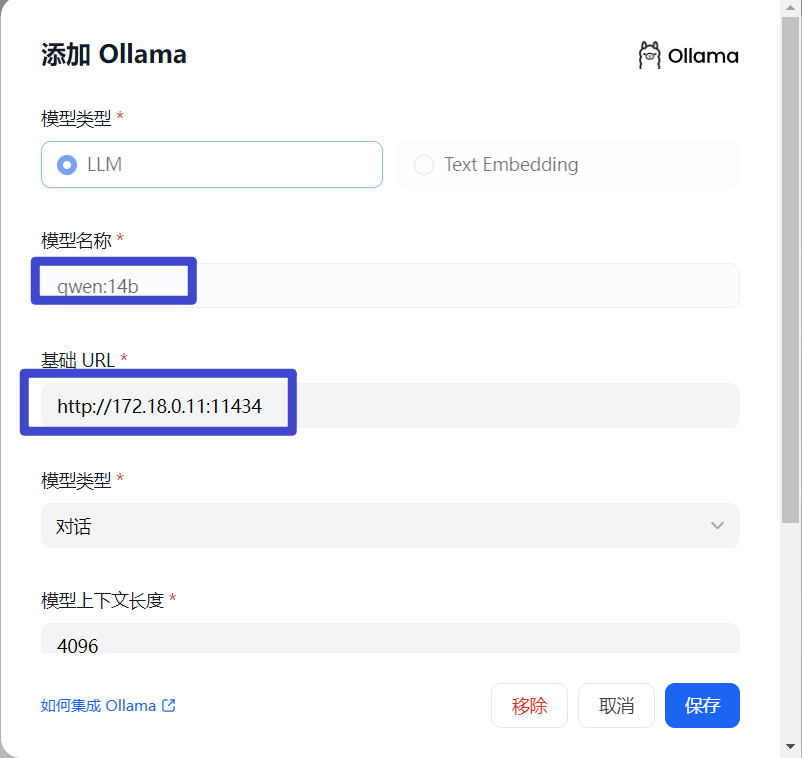 添加 Ollama
Ollama
模型类型 *
LLM
Text Embedding
模型名称 *
qwen:14b
基础 URL *
http://172.18.0.11:11434
模型类型 *
对话
模型上下文长度 *
4096
如何集成 Ollama
移除
取消
保存